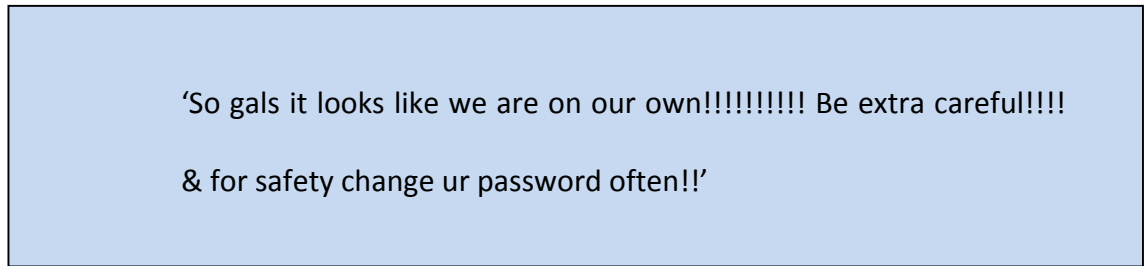 ‘So gals it looks like we are on our own!!!!!!!!!! Be extra careful!!!!
& for safety change ur password often!!’